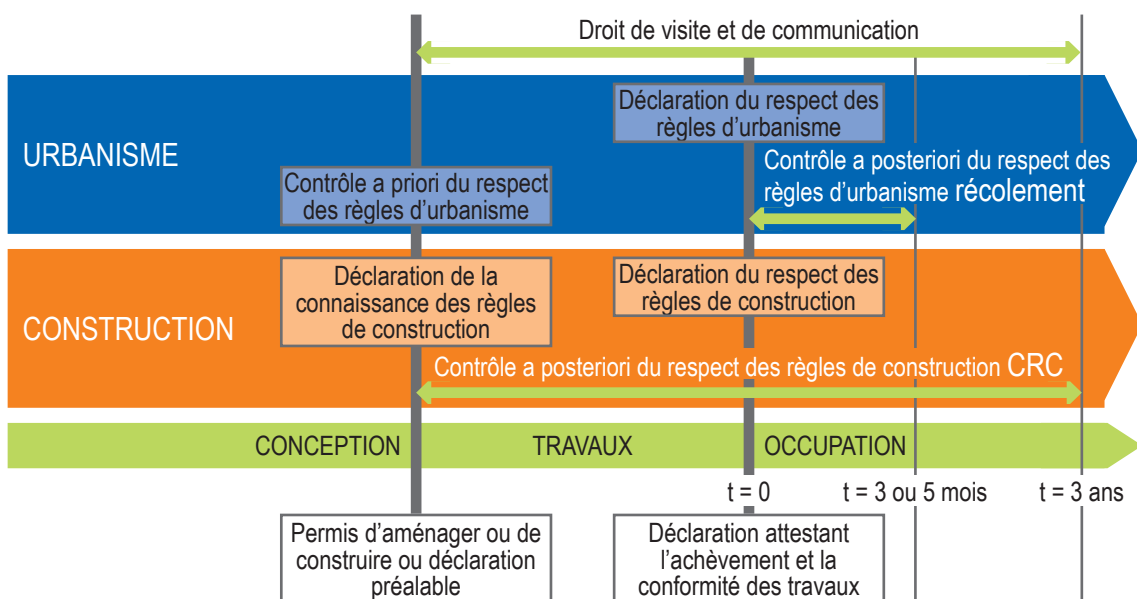 Droit de visite et de communication
URBANISME
Déclaration du respect des
règles d'urbanisme
Contrôle a priori du respect
des règles d'urbanisme
Contrôle a posteriori du respect des
règles d'urbanisme récolement
CONSTRUCTION
Déclaration de la
connaissance des règles
de construction
Déclaration du respect des
règles de construction
Contrôle a posteriori du respect des règles de construction CRC
CONCEPTION
TRAVAUX
OCCUPATION
t = 0
t = 3 ou 5 mois
t = 3 ans
Permis d'aménager ou de
construire ou déclaration
préalable
Déclaration attestant
l'achèvement et la
conformité des travaux